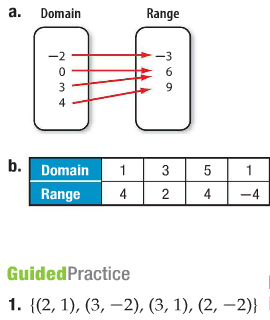 a. Domain Range
−2 −3
0 6
3 9
4
b. Domain 1 3 5 1
Range 4 2 4 −4
GuidedPractice
1. {(2, 1), (3, −2), (3, 1), (2, −2)}